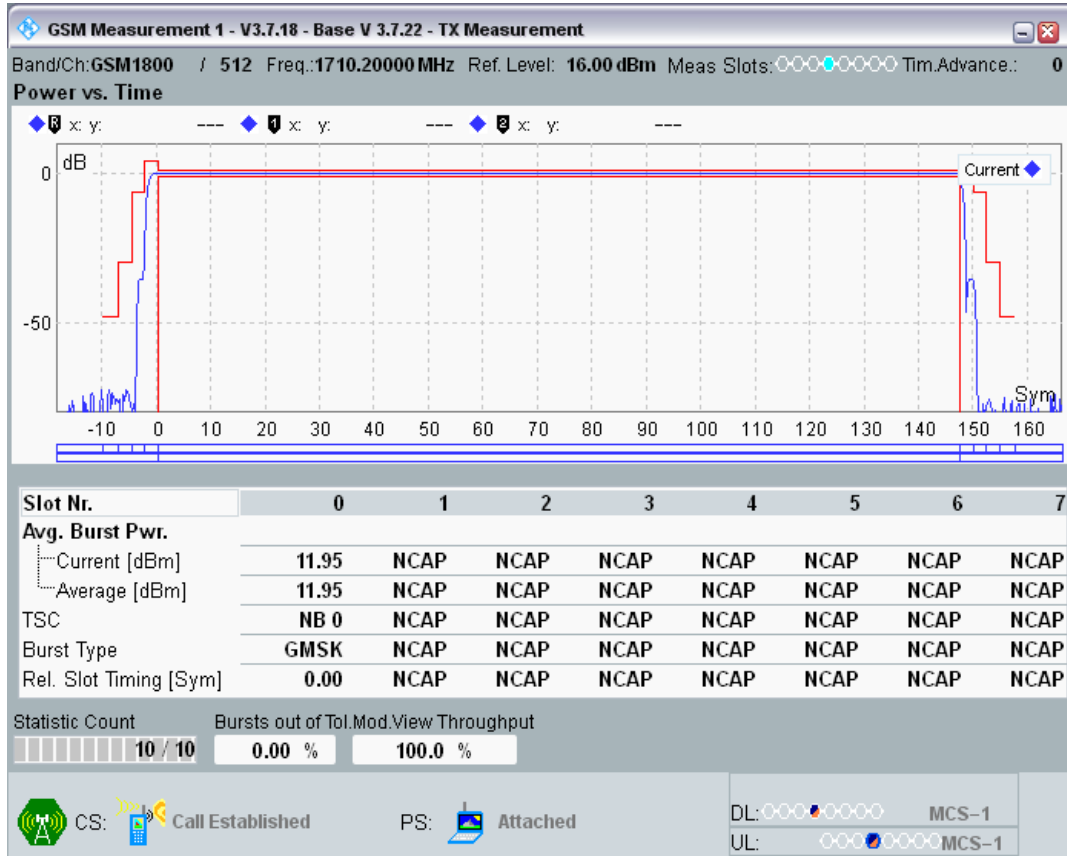 GSM Measurement 1 - V3.7.18 - Base V 3.7.22 - TX Measurement
Band/Ch:GSM1800 / 512 Freq.:1710.20000 MHz Ref. Level: 16.00 dBm Meas Slots: Tim.Advance.: 0
Power vs. Time
R x: y: --- 1 x: y: --- 2 x: y: ---
dB
0
Current
-50
Sym
-10 0 10 20 30 40 50 60 70 80 90 100 110 120 130 140 150 160
Slot Nr. 0 1 2 3 4 5 6 7
Avg. Burst Pwr.
Current [dBm] 11.95 NCAP NCAP NCAP NCAP NCAP NCAP NCAP
Average [dBm] 11.95 NCAP NCAP NCAP NCAP NCAP NCAP NCAP
TSC NB 0 NCAP NCAP NCAP NCAP NCAP NCAP NCAP
Burst Type GMSK NCAP NCAP NCAP NCAP NCAP NCAP NCAP
Rel. Slot Timing [Sym] 0.00 NCAP NCAP NCAP NCAP NCAP NCAP NCAP
Statistic Count Bursts out of Tol.Mod.View Throughput
10 / 10 0.00 % 100.0 %
CS: Call Established PS: Attached
DL: MCS-1
UL: MCS-1